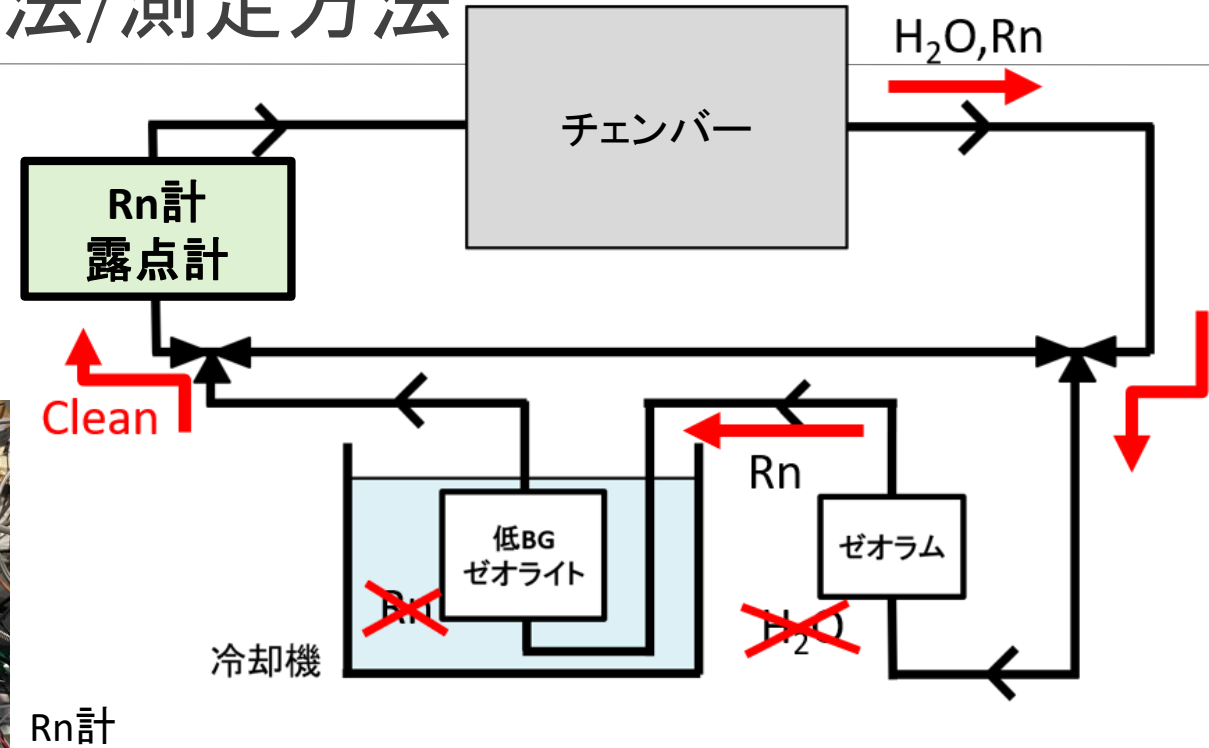 法/測定方法
H₂O,Rn
チェンバー
Rn計
露点計
Clean
Rn
低BG
ゼオライト
ゼオラム
Rn
H₂O
冷却機
Rn計